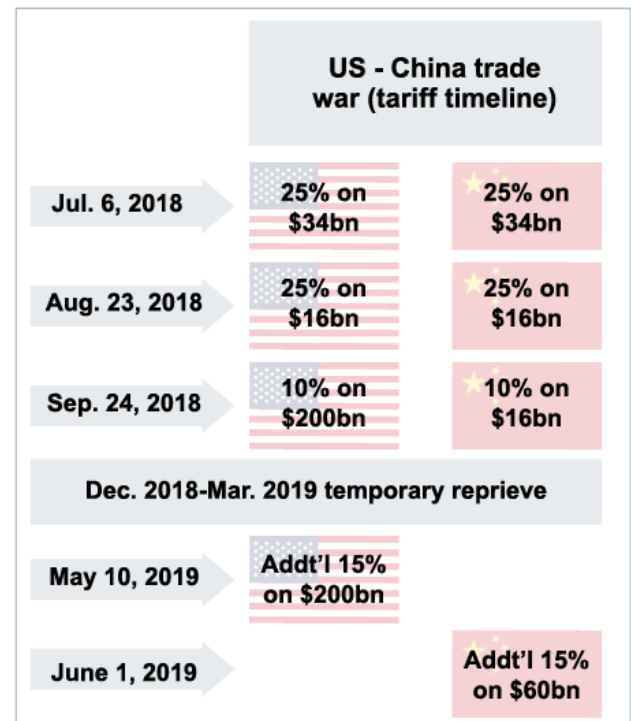 US - China trade
war (tariff timeline)
Jul. 6, 2018
25% on
$34bn
25% on
$34bn
Aug. 23, 2018
25% on
$16bn
25% on
$16bn
Sep. 24, 2018
10% on
$200bn
10% on
$16bn
Dec. 2018-Mar. 2019 temporary reprieve
May 10, 2019
Addt’l 15%
on $200bn
June 1, 2019
Addt’l 15%
on $60bn